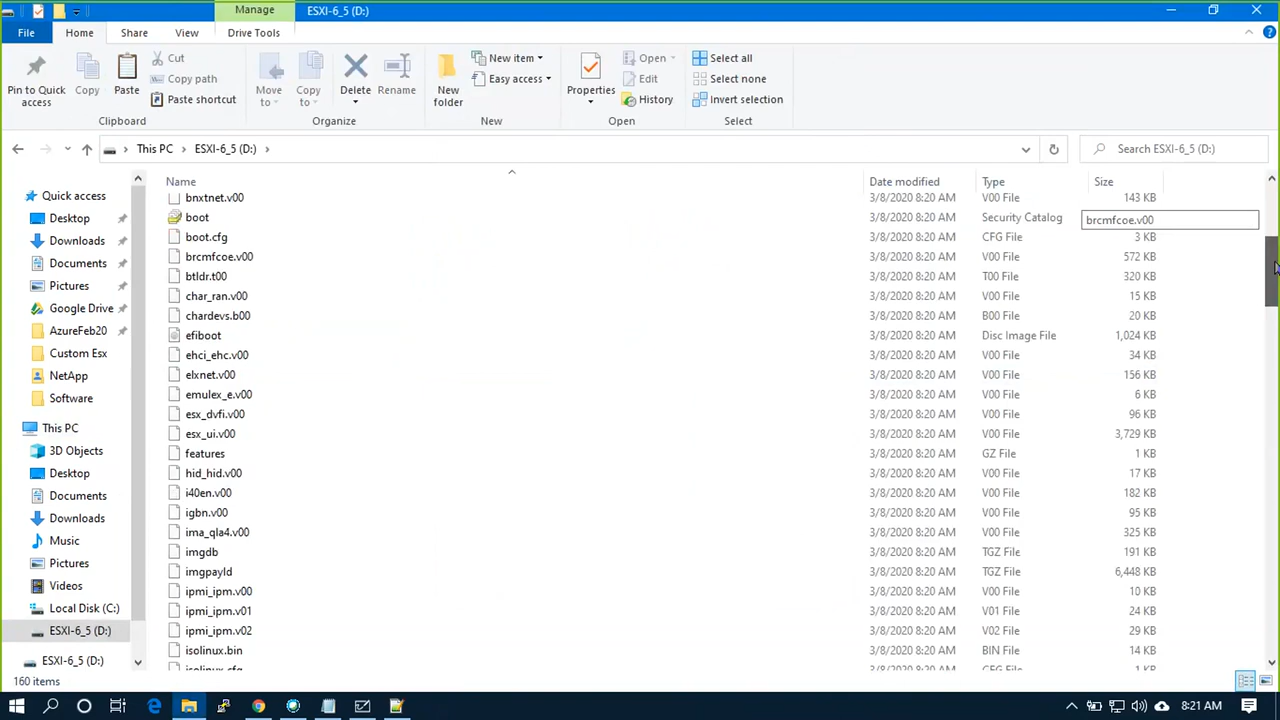 Manage
ESXI-6_5 (D:)
File
Home
Share
View
Drive Tools
Pin to Quick access
Copy
Paste
Cut
Copy path
Paste shortcut
Clipboard
Move to
Copy to
Delete
Rename
Organize
New folder
New item
Easy access
New
Properties
Open
Edit
History
Open
Select all
Select none
Invert selection
Select
This PC
ESXI-6_5 (D:)
Search ESXI-6_5 (D:)
Quick access
Desktop
Downloads
Documents
Pictures
Google Drive
AzureFeb20
Custom Esx
NetApp
Software
This PC
3D Objects
Desktop
Documents
Downloads
Music
Pictures
Videos
Local Disk (C:)
ESXI-6_5 (D:)
ESXI-6_5 (D:)
Name Date modified Type Size
bnxtnet.v00 3/8/2020 8:20 AM V00 File 143 KB
boot 3/8/2020 8:20 AM Security Catalog
brcmfcoe.v00
boot.cfg 3/8/2020 8:20 AM CFG File 3 KB
brcmfcoe.v00 3/8/2020 8:20 AM V00 File 572 KB
btldr.t00 3/8/2020 8:20 AM T00 File 320 KB
char_ran.v00 3/8/2020 8:20 AM V00 File 15 KB
chardevs.b00 3/8/2020 8:20 AM B00 File 20 KB
efiboot 3/8/2020 8:20 AM Disc Image File 1,024 KB
ehci_ehc.v00 3/8/2020 8:20 AM V00 File 34 KB
elxnet.v00 3/8/2020 8:20 AM V00 File 156 KB
emulex_e.v00 3/8/2020 8:20 AM V00 File 6 KB
esx_dvfi.v00 3/8/2020 8:20 AM V00 File 96 KB
esx_ui.v00 3/8/2020 8:20 AM V00 File 3,729 KB
features 3/8/2020 8:20 AM GZ File 1 KB
hid_hid.v00 3/8/2020 8:20 AM V00 File 17 KB
i40en.v00 3/8/2020 8:20 AM V00 File 182 KB
igbn.v00 3/8/2020 8:20 AM V00 File 95 KB
ima_qla4.v00 3/8/2020 8:20 AM V00 File 325 KB
imgdb 3/8/2020 8:20 AM TGZ File 191 KB
imgpayld 3/8/2020 8:20 AM TGZ File 6,448 KB
ipmi_ipm.v00 3/8/2020 8:20 AM V00 File 10 KB
ipmi_ipm.v01 3/8/2020 8:20 AM V01 File 24 KB
ipmi_ipm.v02 3/8/2020 8:20 AM V02 File 29 KB
isolinux.bin 3/8/2020 8:20 AM BIN File 14 KB
isolinux.cfg 3/8/2020 8:20 AM CFG File 1 KB
160 items
8:21 AM